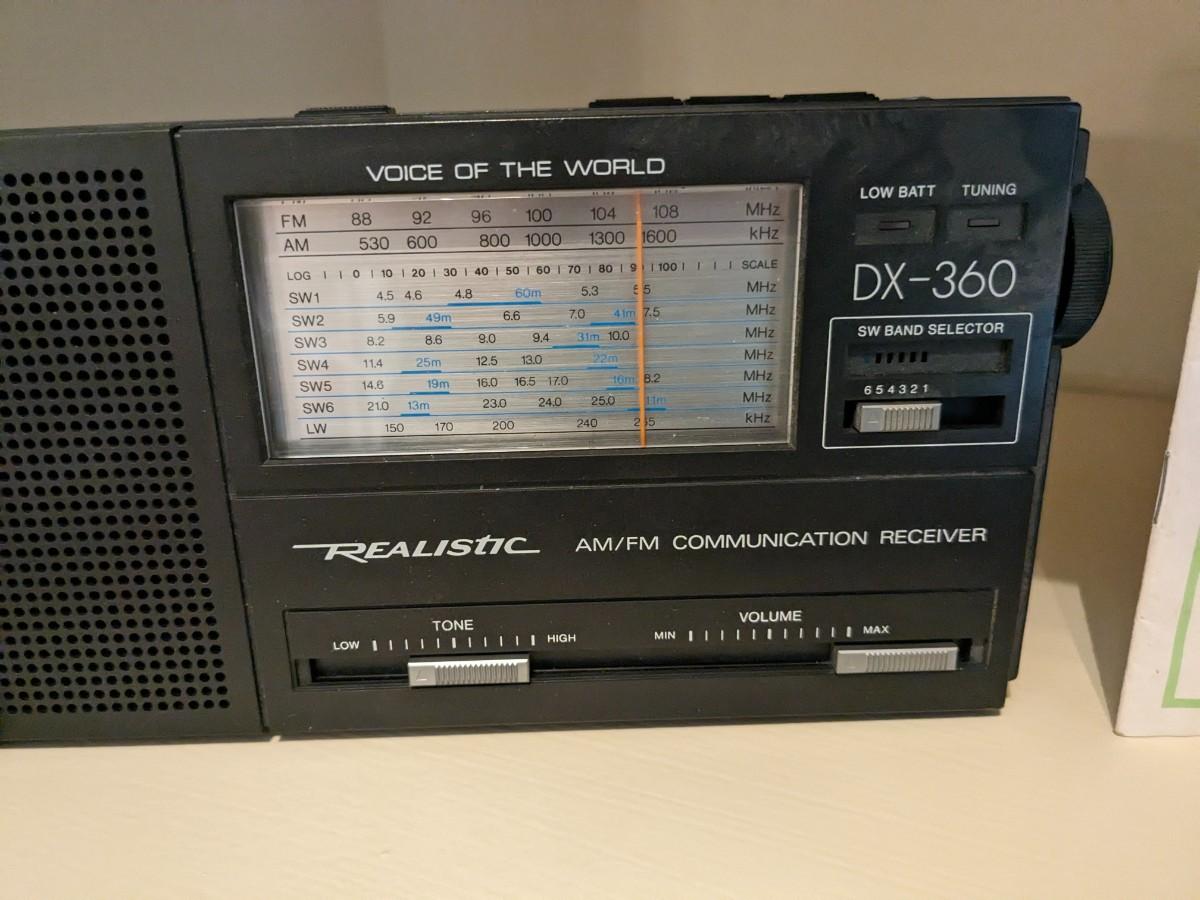 VOICE OF THE WORLD
FM 88 92 96 100 104 108 MHz
AM 530 600 800 1000 1300 1600 kHz
LOG 0 10 20 30 40 50 60 70 80 100 SCALE
SW1 4.5 4.6 4.8 60m 5.3 MHz
SW2 5.9 49m 6.6 7.0 41m 7.5 MHz
SW3 8.2 8.6 9.0 9.4 31m 10.0 MHz
SW4 11.4 25m 12.5 13.0 22m MHz
SW5 14.6 19m 16.0 16.5 17.0 16m MHz
SW6 21.0 13m 23.0 24.0 25.0 11m MHz
LW 150 170 200 240 kHz
LOW BATT TUNING
DX-360
SW BAND SELECTOR
6 5 4 3 2 1
REALISTIC AM/FM COMMUNICATION RECEIVER
TONE
LOW HIGH
VOLUME
MIN MAX